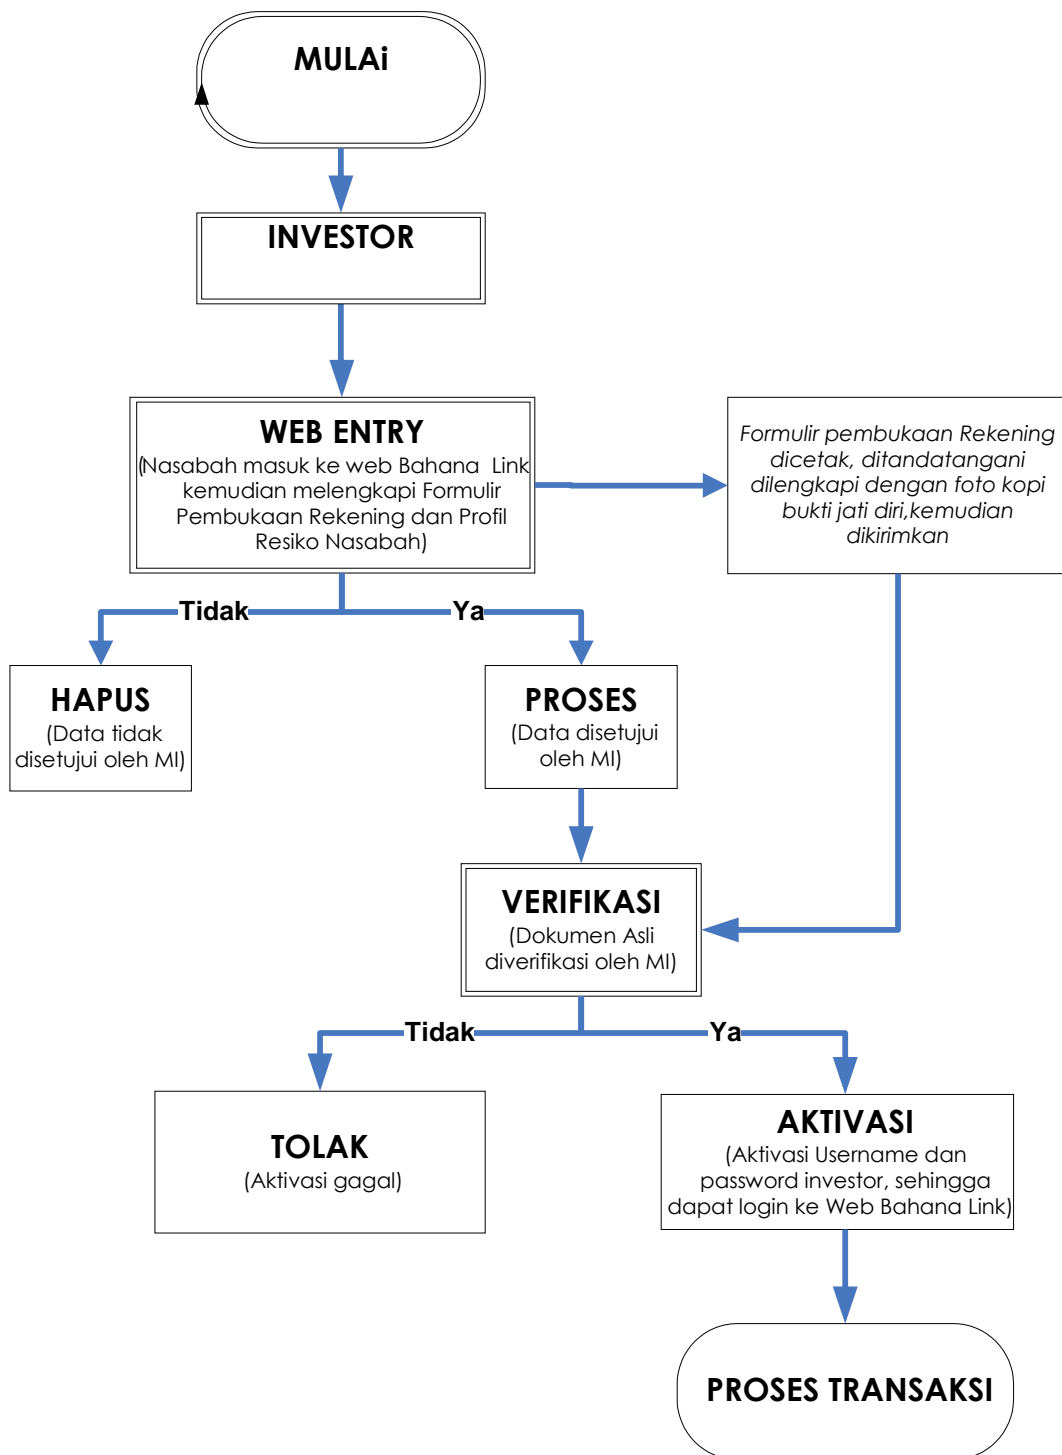 MULAi
INVESTOR
WEB ENTRY
(Nasabah masuk ke web Bahana Link
kemudian melengkapi Formulir
Pembukaan Rekening dan Profil
Resiko Nasabah)
Formulir pembukaan Rekening
dicetak, ditandatangani
dilengkapi dengan foto kopi
bukti jati diri,kemudian
dikirimkan
Tidak
Ya
HAPUS
(Data tidak
disetujui oleh MI)
PROSES
(Data disetujui
oleh MI)
VERIFIKASI
(Dokumen Asli
diverifikasi oleh MI)
Tidak
Ya
TOLAK
(Aktivasi gagal)
AKTIVASI
(Aktivasi Username dan
password investor, sehingga
dapat login ke Web Bahana Link)
PROSES TRANSAKSI